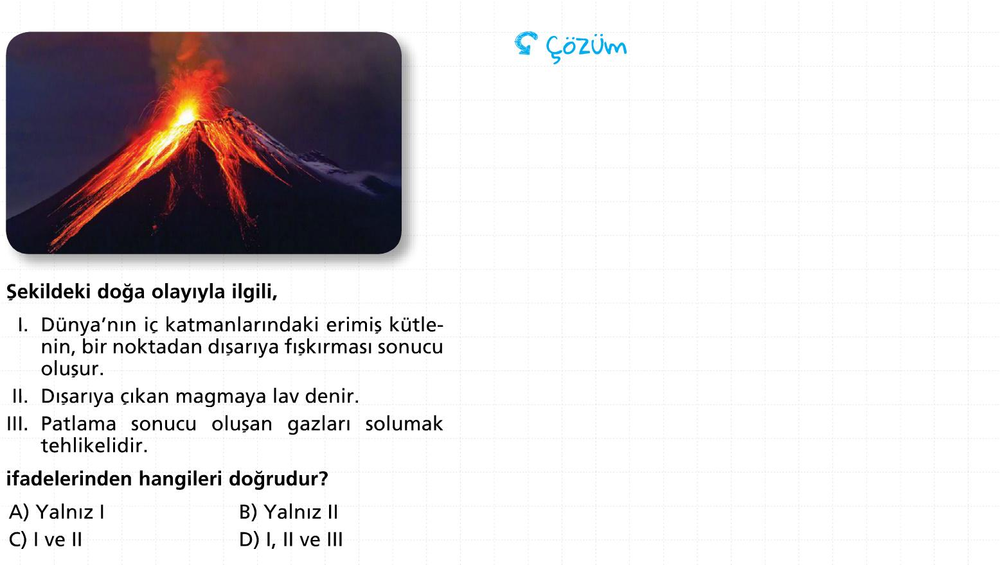 Çözüm
Şekildeki doğa olayıyla ilgili,
I. Dünya’nın iç katmanlarındaki erimiş kütle-
nin, bir noktadan dışarıya fışkırması sonucu
oluşur.
II. Dışarıya çıkan magmaya lav denir.
III. Patlama sonucu oluşan gazları solumak
tehlikelidir.
ifadelerinden hangileri doğrudur?
A) Yalnız I B) Yalnız II
C) I ve II D) I, II ve III